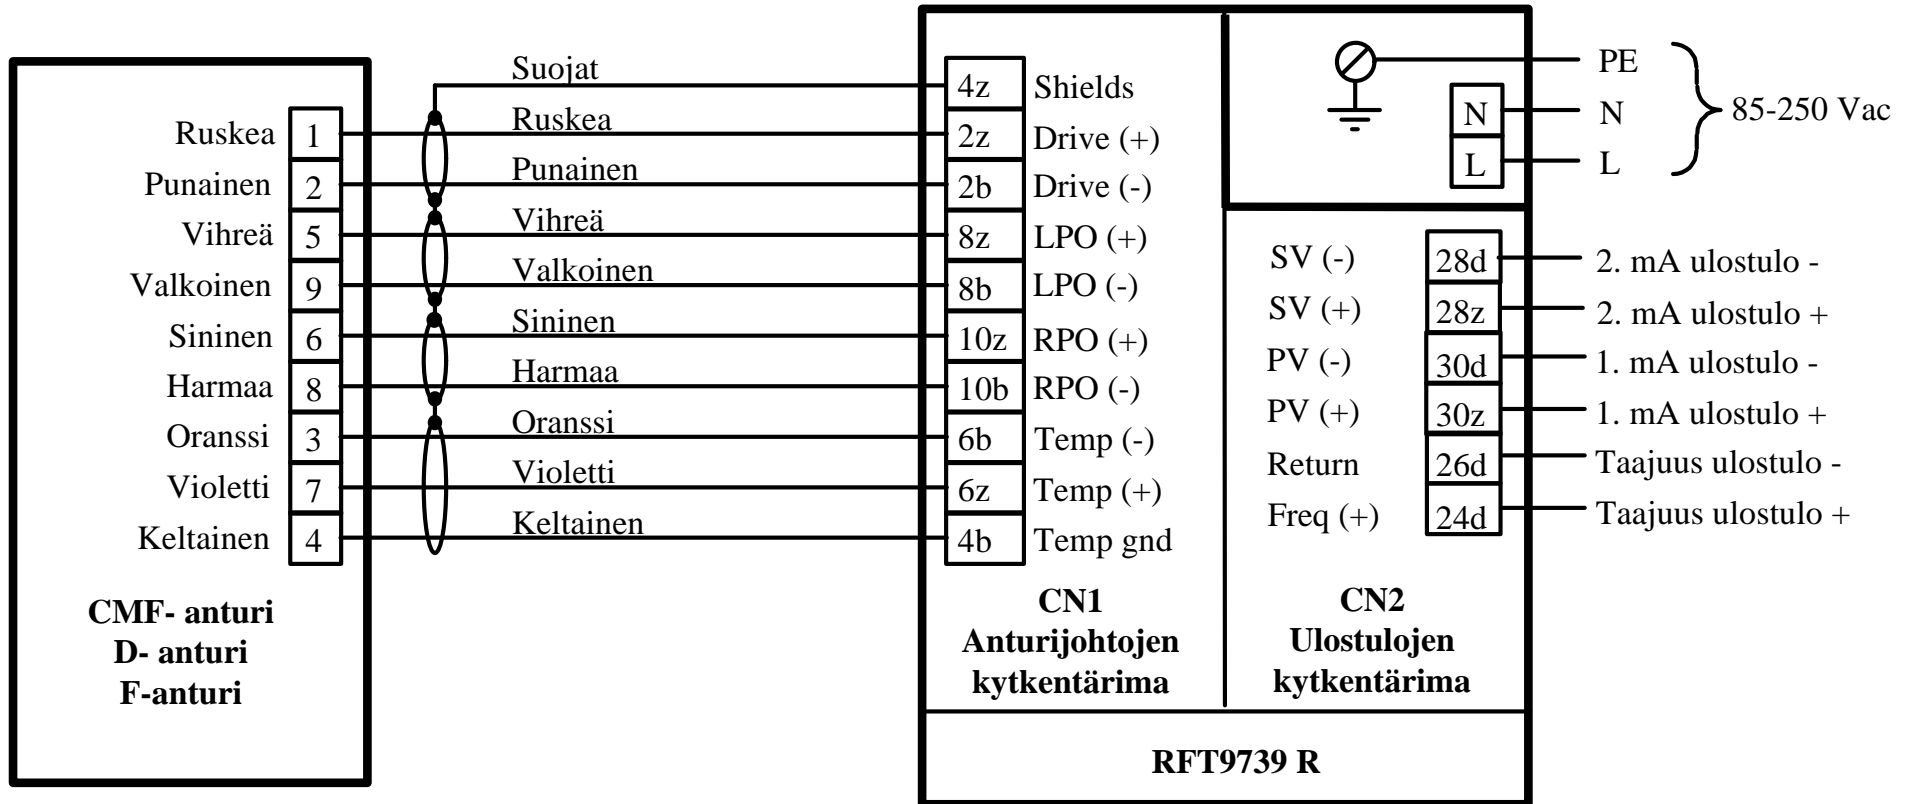 Ruskea 1
Punainen 2
Vihreä 5
Valkoinen 9
Sininen 6
Harmaa 8
Oranssi 3
Violetti 7
Keltainen 4
CMF- anturi
D- anturi
F-anturi
Suojat
Ruskea
Punainen
Vihreä
Valkoinen
Sininen
Harmaa
Oranssi
Violetti
Keltainen
4z Shields
2z Drive (+)
2b Drive (-)
8z LPO (+)
8b LPO (-)
10z RPO (+)
10b RPO (-)
6b Temp (-)
6z Temp (+)
4b Temp gnd
CN1
Anturijohtojen
kytkentärima
PE
N N
L L
85-250 Vac
SV (-) 28d 2. mA ulostulo -
SV (+) 28z 2. mA ulostulo +
PV (-) 30d 1. mA ulostulo -
PV (+) 30z 1. mA ulostulo +
Return 26d Taajuus ulostulo -
Freq (+) 24d Taajuus ulostulo +
CN2
Ulostulojen
kytkentärima
RFT9739 R